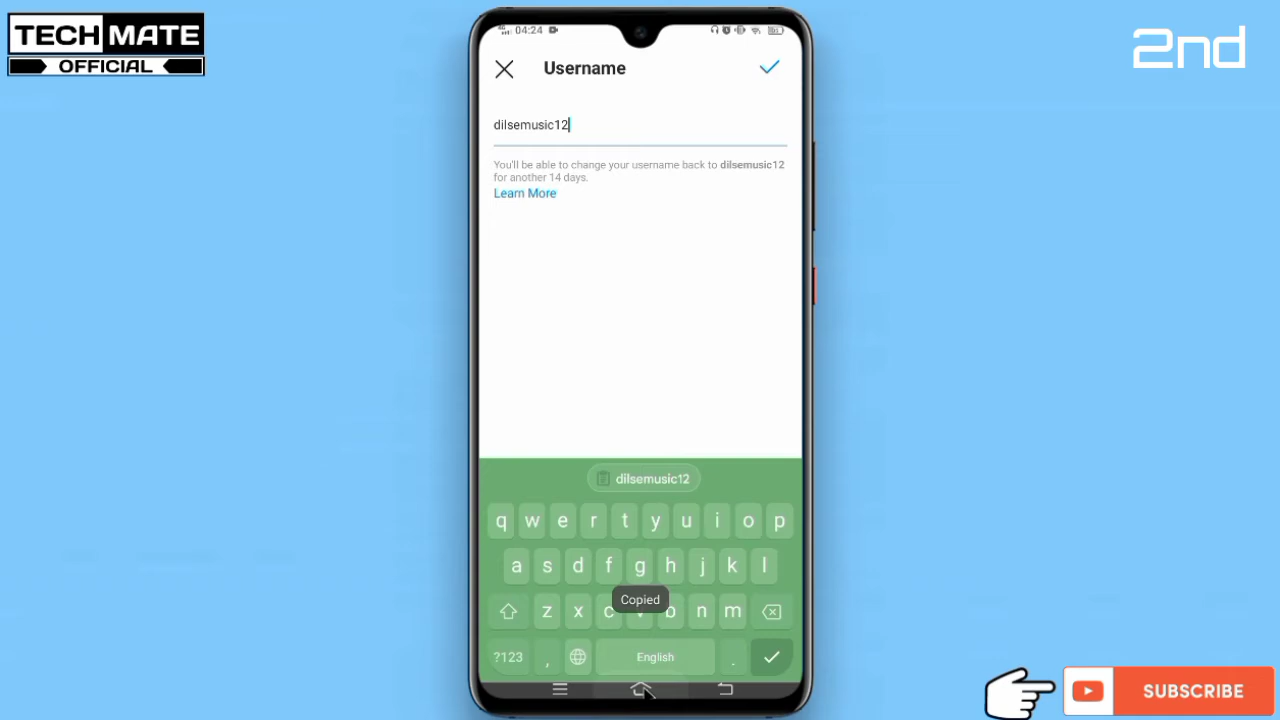 TECH MATE
OFFICIAL
2nd
4G 04:24
Username
dilsemusic12
You'll be able to change your username back to dilsemusic12
for another 14 days.
Learn More
dilsemusic12
q w e r t y u i o p
a s d f g h j k l
Copied
z x c v b n m
?123 , English .
SUBSCRIBE